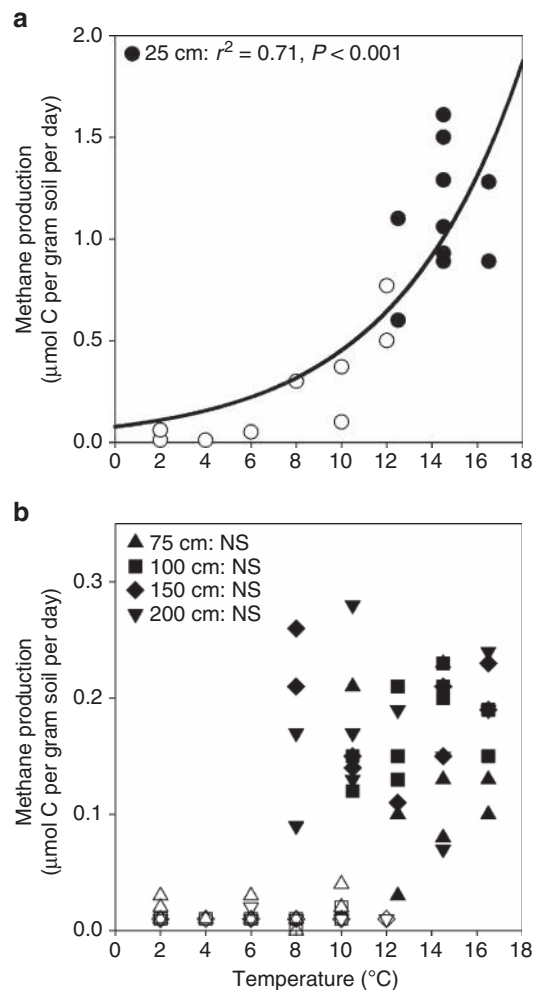 a
2.0
1.5
1.0
0.5
0.0
Methane production
(μmol C per gram soil per day)
25 cm: r² = 0.71, P < 0.001
0 2 4 6 8 10 12 14 16 18
b
0.3
0.2
0.1
0.0
Methane production
(μmol C per gram soil per day)
75 cm: NS
100 cm: NS
150 cm: NS
200 cm: NS
0 2 4 6 8 10 12 14 16 18
Temperature (°C)